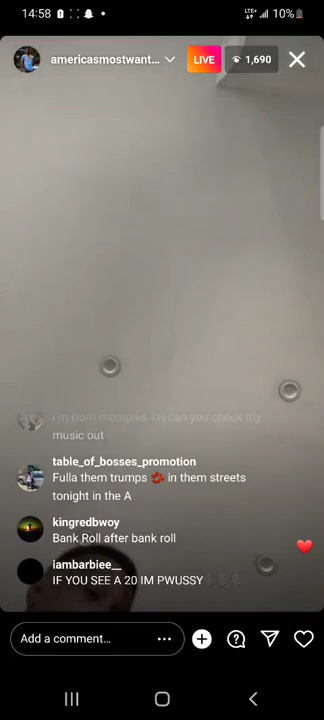 14:58 LTE+ 10%
americasmostwant...
LIVE 1,690
I'm from memphis TN can you check my
music out
table_of_bosses_promotion
Fulla them trumps in them streets
tonight in the A
kingredbwoy
Bank Roll after bank roll
iambarbiee__
IF YOU SEE A 20 IM PWUSSY
Add a comment...